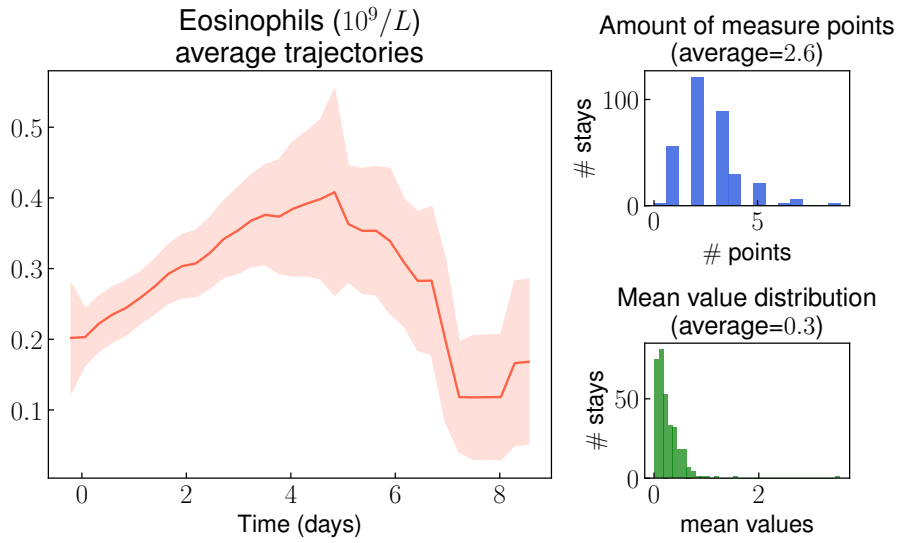 Eosinophils (10⁹/L)
average trajectories
0.5
0.4
0.3
0.2
0.1
0 2 4 6 8
Time (days)
Amount of measure points
(average=2.6)
100
0
# stays
0 5
# points
Mean value distribution
(average=0.3)
50
0
# stays
0 2
mean values